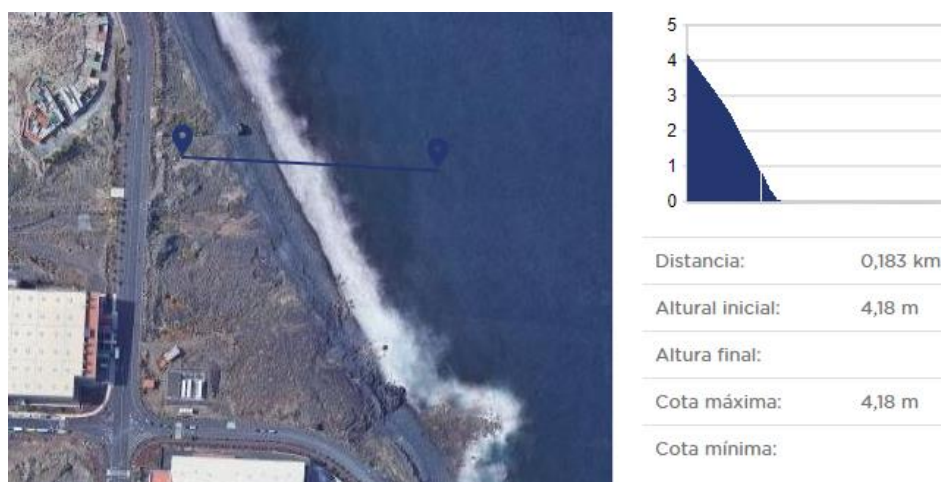 5
4
3
2
1
0
Distancia: 0,183 km
Altural inicial: 4,18 m
Altura final:
Cota máxima: 4,18 m
Cota mínima: